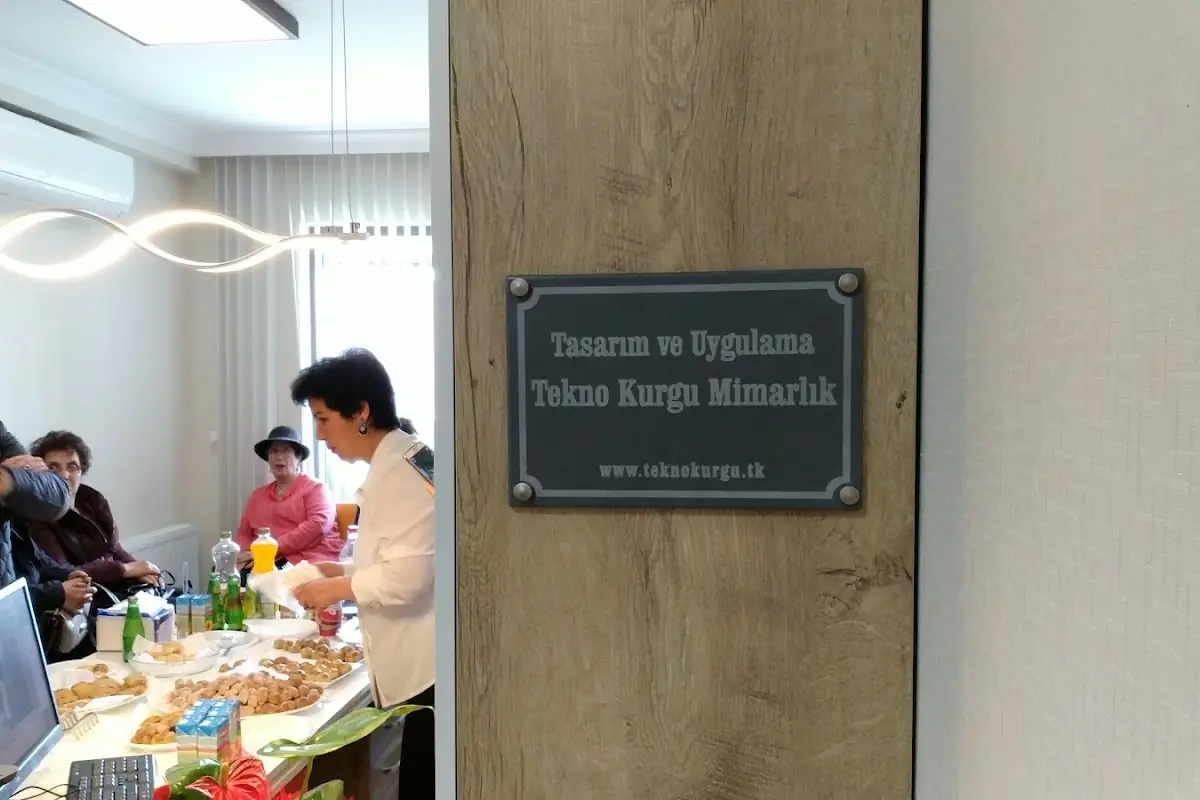 Tasarım ve Uygulama
Tekno Kurgu Mimarlık
www.teknokurgu.tk